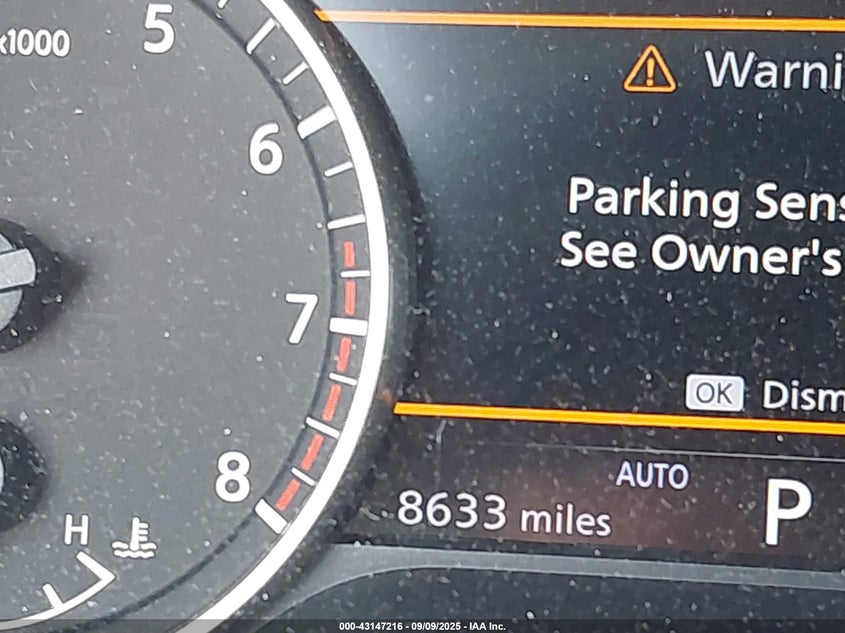 x1000
5
6
7
8
H
Warni
Parking Sens
See Owner's
OK Dism
AUTO
8633 miles
P
000-43147216 - 09/09/2025 - IAA Inc.